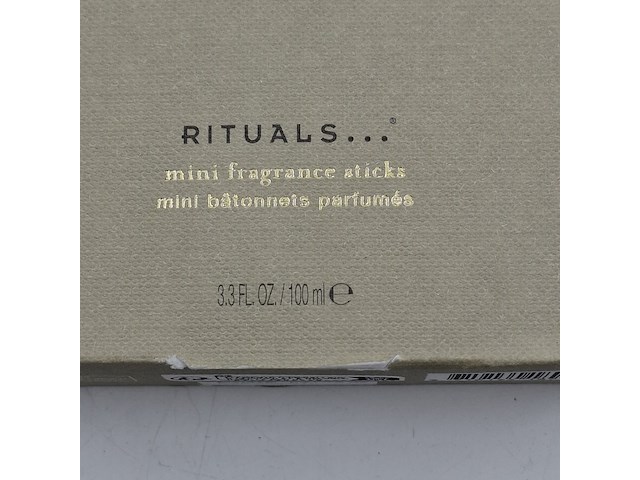 RITUALS...®
mini fragrance sticks
mini bâtonnets parfumés
3.3 FL. OZ. / 100 ml ℮